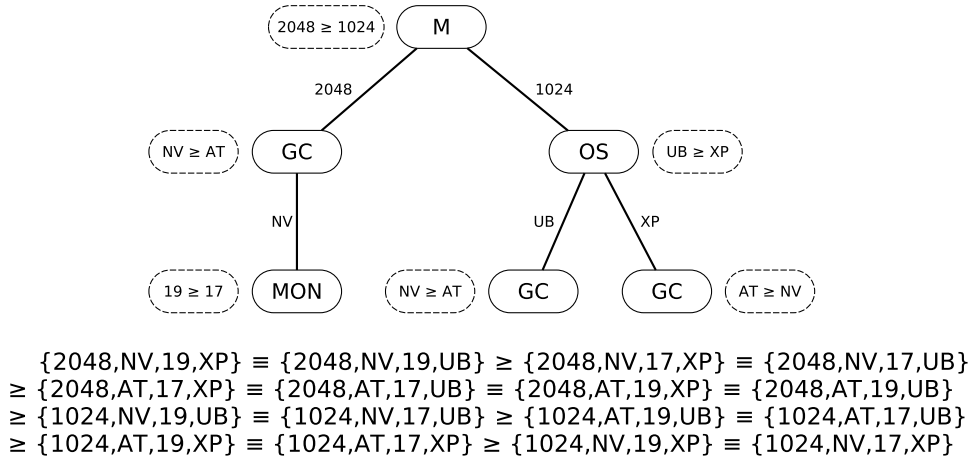 2048 ≥ 1024 M
2048 1024
NV ≥ AT GC OS UB ≥ XP
NV UB XP
19 ≥ 17 MON NV ≥ AT GC GC AT ≥ NV
{2048,NV,19,XP} ≡ {2048,NV,19,UB} ≥ {2048,NV,17,XP} ≡ {2048,NV,17,UB}
≥ {2048,AT,17,XP} ≡ {2048,AT,17,UB} ≡ {2048,AT,19,XP} ≡ {2048,AT,19,UB}
≥ {1024,NV,19,UB} ≡ {1024,NV,17,UB} ≥ {1024,AT,19,UB} ≡ {1024,AT,17,UB}
≥ {1024,AT,19,XP} ≡ {1024,AT,17,XP} ≥ {1024,NV,19,XP} ≡ {1024,NV,17,XP}